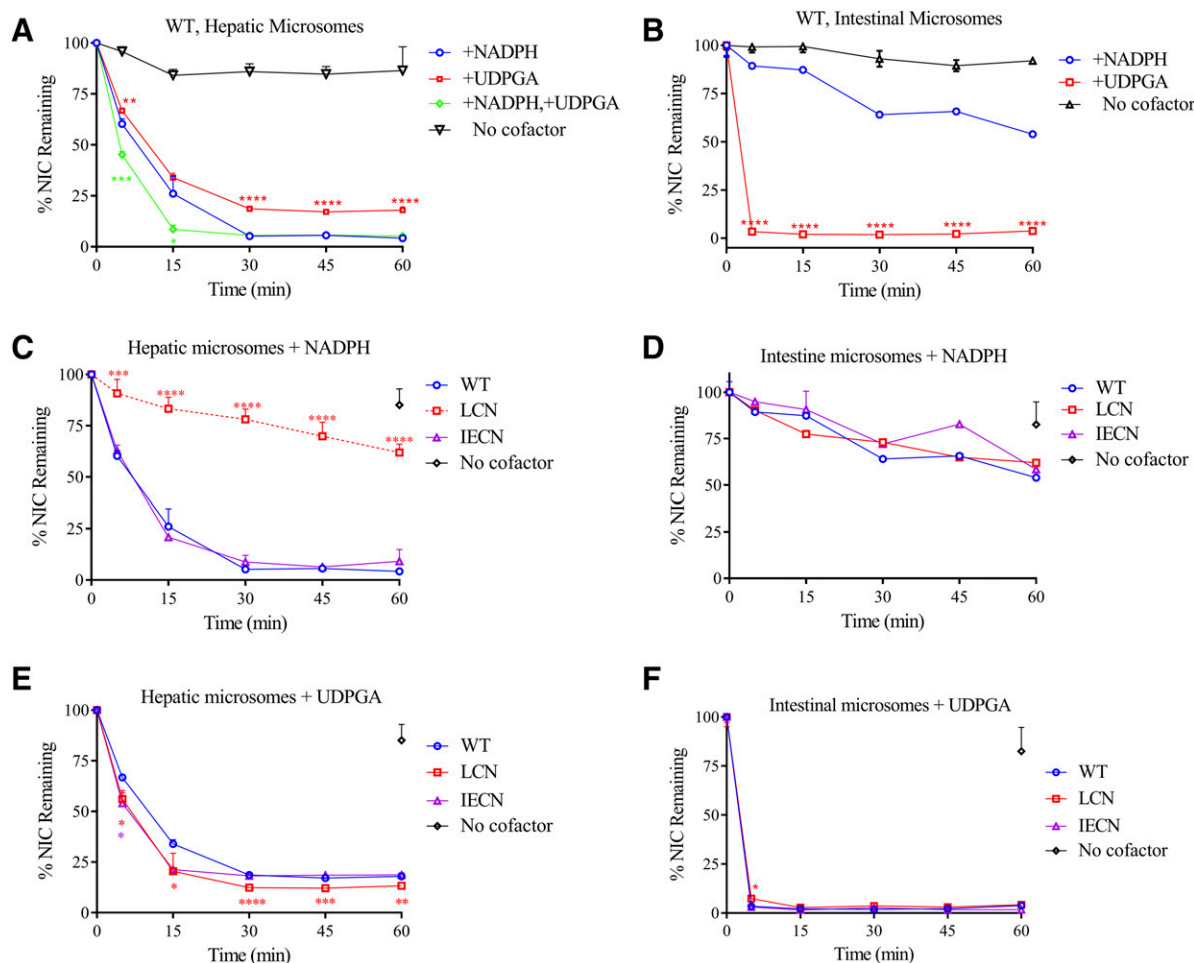 A
WT, Hepatic Microsomes
% NIC Remaining
100
75
50
25
0
**
***
*
****
****
****
0 15 30 45 60
Time (min)
+NADPH
+UDPGA
+NADPH,+UDPGA
No cofactor
B
WT, Intestinal Microsomes
% NIC Remaining
100
75
50
25
0
**** **** **** **** ****
0 15 30 45 60
Time (min)
+NADPH
+UDPGA
No cofactor
C
Hepatic microsomes + NADPH
% NIC Remaining
100
75
50
25
0
***
****
****
****
****
0 15 30 45 60
Time (min)
WT
LCN
IECN
No cofactor
D
Intestine microsomes + NADPH
% NIC Remaining
100
75
50
25
0
0 15 30 45 60
Time (min)
WT
LCN
IECN
No cofactor
E
Hepatic microsomes + UDPGA
% NIC Remaining
100
75
50
25
0
*
*
*
**** *** **
0 15 30 45 60
Time (min)
WT
LCN
IECN
No cofactor
F
Intestinal microsomes + UDPGA
% NIC Remaining
100
75
50
25
0
*
0 15 30 45 60
Time (min)
WT
LCN
IECN
No cofactor